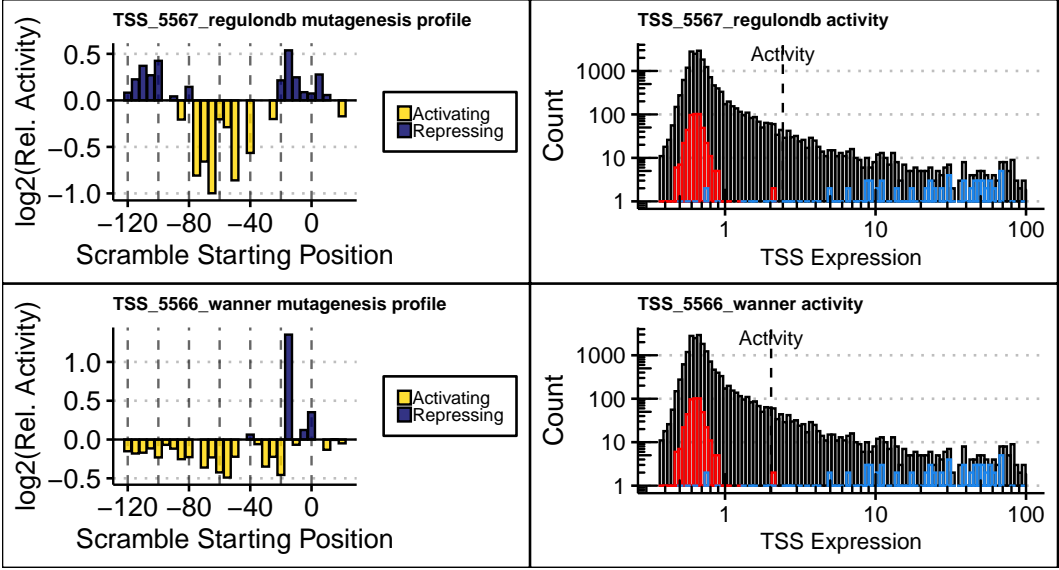 TSS_5567_regulondb mutagenesis profile
log2(Rel. Activity)
0.5
0.0
−0.5
−1.0
−120
−80
−40
0
Scramble Starting Position
Activating
Repressing
TSS_5567_regulondb activity
Activity
Count
1000
100
10
1
1
10
100
TSS Expression
TSS_5566_wanner mutagenesis profile
log2(Rel. Activity)
1.0
0.5
0.0
−0.5
−120
−80
−40
0
Scramble Starting Position
Activating
Repressing
TSS_5566_wanner activity
Activity
Count
1000
100
10
1
1
10
100
TSS Expression